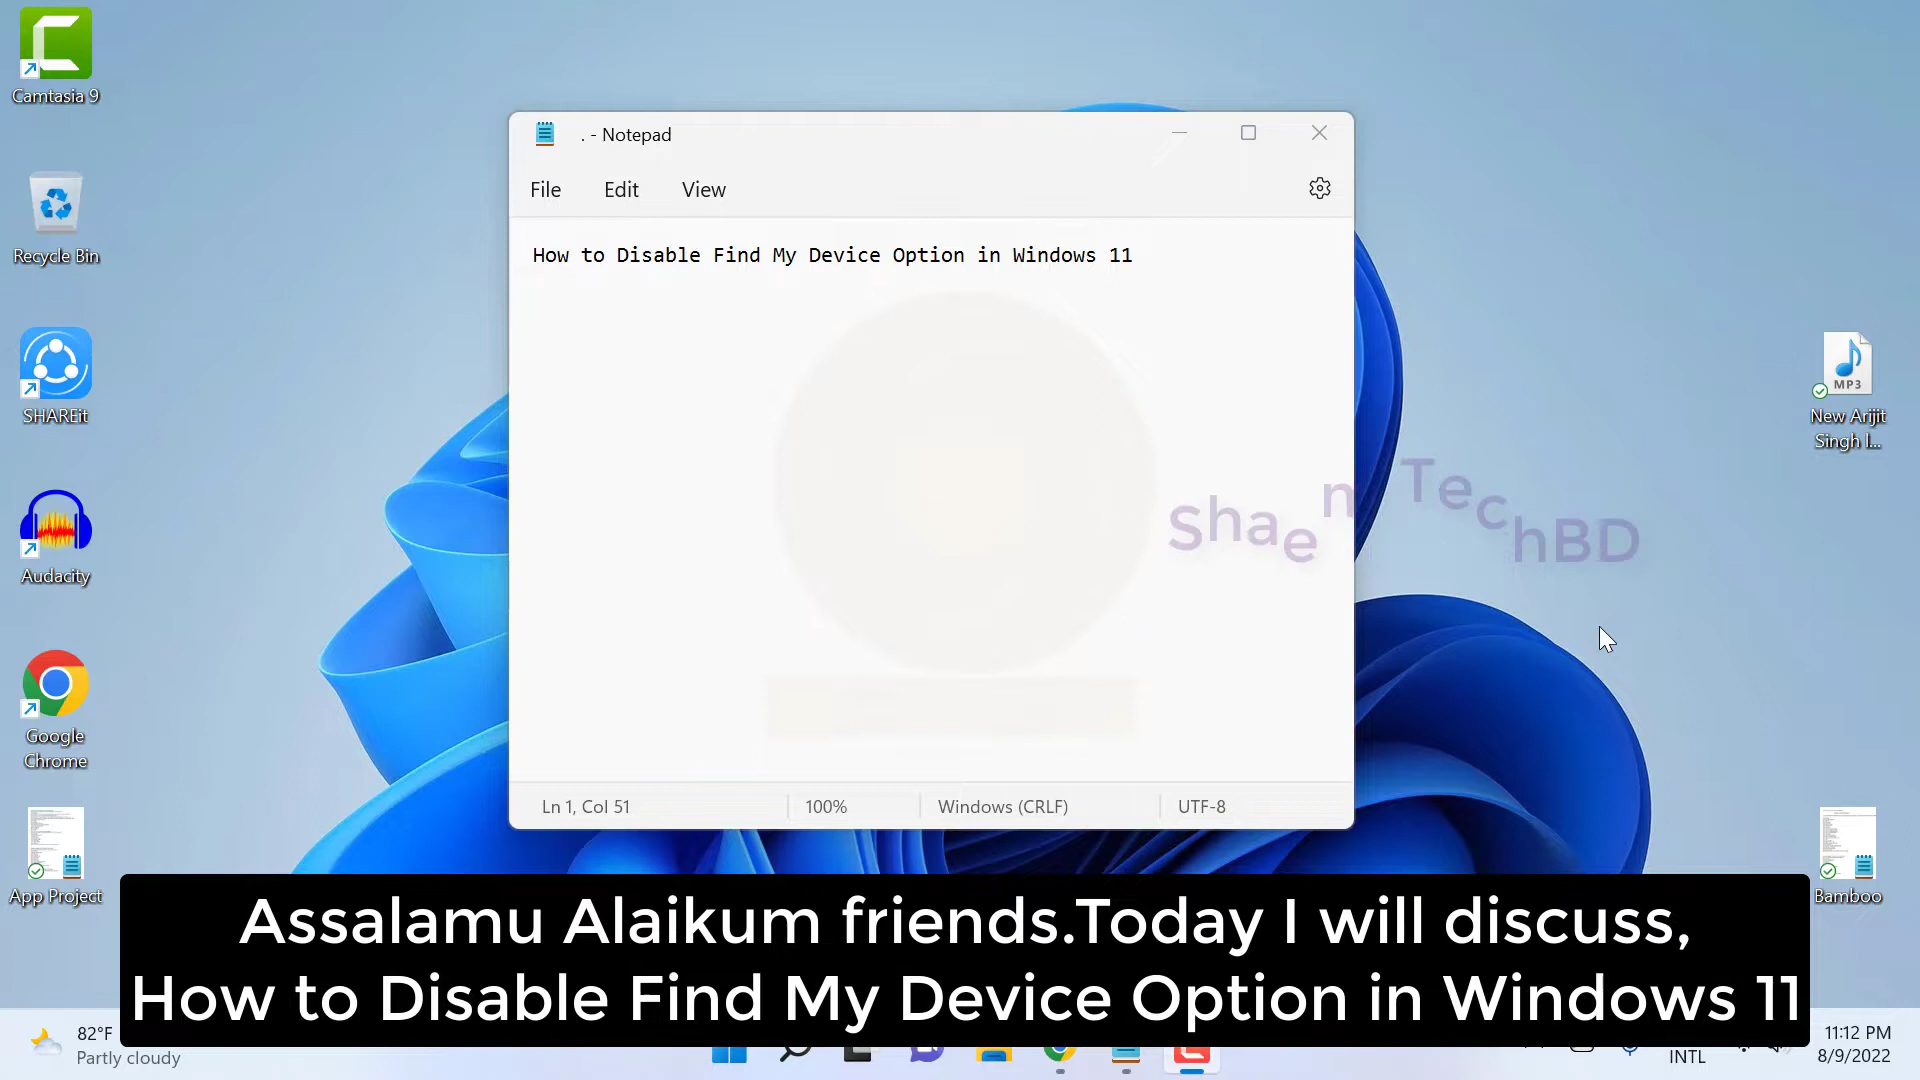 Camtasia 9
Recycle Bin
SHAREit
Audacity
Google
Chrome
App Project
. - Notepad
File Edit View
How to Disable Find My Device Option in Windows 11
ShaenTechBD
Ln 1, Col 51 100% Windows (CRLF) UTF-8
MP3
New Arijit
Singh l...
Bamboo
Assalamu Alaikum friends.Today I will discuss,
How to Disable Find My Device Option in Windows 11
82°F
Partly cloudy
INTL
11:12 PM
8/9/2022